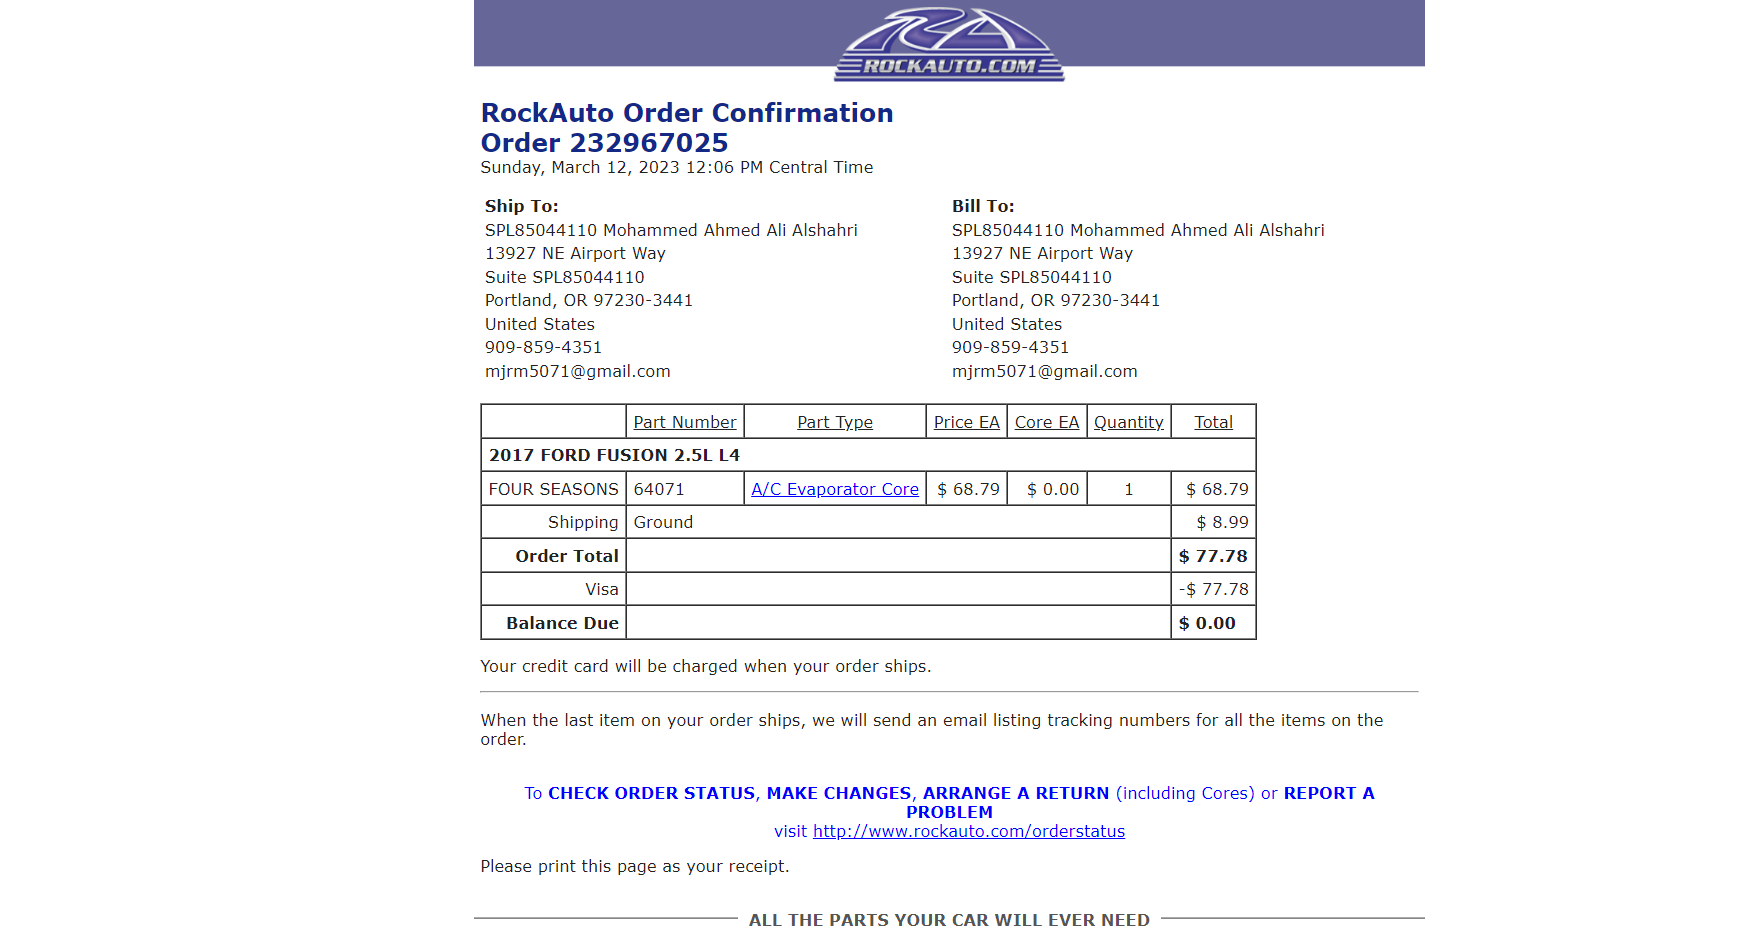 ROCKAUTO.COM
RockAuto Order Confirmation
Order 232967025
Sunday, March 12, 2023 12:06 PM Central Time
Ship To:
SPL85044110 Mohammed Ahmed Ali Alshahri
13927 NE Airport Way
Suite SPL85044110
Portland, OR 97230-3441
United States
909-859-4351
mjrm5071@gmail.com
Bill To:
SPL85044110 Mohammed Ahmed Ali Alshahri
13927 NE Airport Way
Suite SPL85044110
Portland, OR 97230-3441
United States
909-859-4351
mjrm5071@gmail.com
Part Number Part Type Price EA Core EA Quantity Total
2017 FORD FUSION 2.5L L4
FOUR SEASONS 64071 A/C Evaporator Core $ 68.79 $ 0.00 1 $ 68.79
Shipping Ground $ 8.99
Order Total $ 77.78
Visa -$ 77.78
Balance Due $ 0.00
Your credit card will be charged when your order ships.
When the last item on your order ships, we will send an email listing tracking numbers for all the items on the
order.
To CHECK ORDER STATUS, MAKE CHANGES, ARRANGE A RETURN (including Cores) or REPORT A
PROBLEM
visit http://www.rockauto.com/orderstatus
Please print this page as your receipt.
ALL THE PARTS YOUR CAR WILL EVER NEED